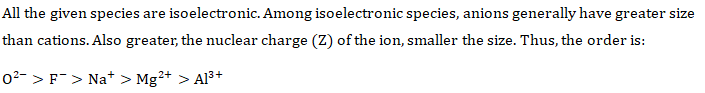 All the given species are isoelectronic. Among isoelectronic species, anions generally have greater size
than cations. Also greater, the nuclear charge (Z) of the ion, smaller the size. Thus, the order is:
O²⁻ > F⁻ > Na⁺ > Mg²⁺ > Al³⁺